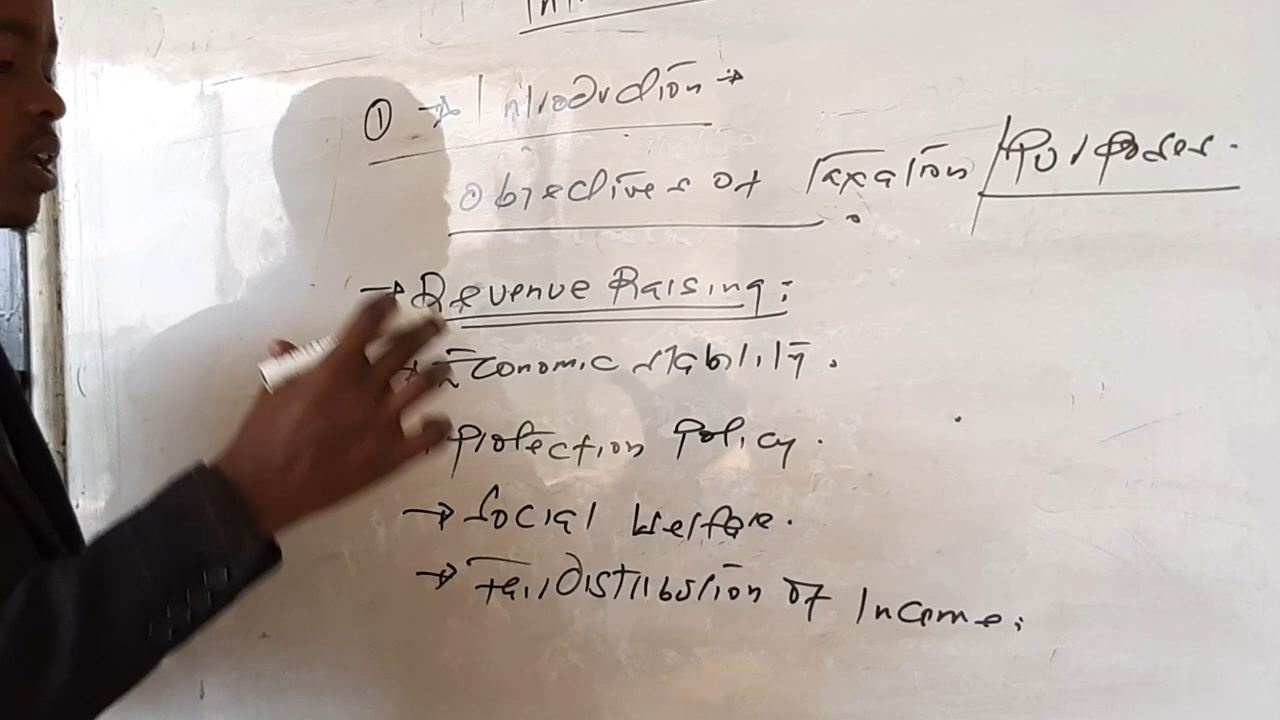 ① → Introduction →
Objectives of Taxation / Purposes.
→ Revenue Raising:
→ Economic stability.
Protection Policy.
→ Social Welfare.
→ Fair Distribution of Income.